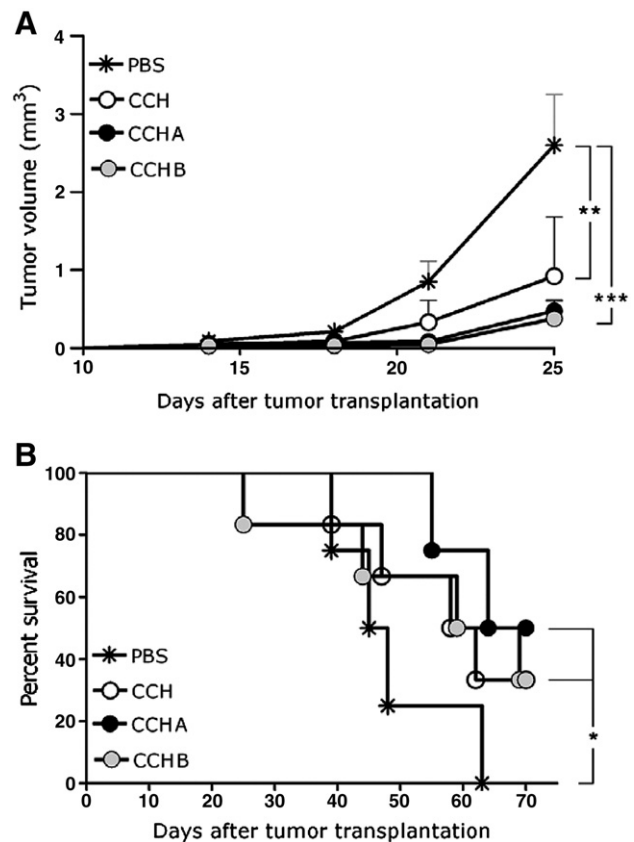 A
Tumor volume (mm³)
4
3
2
1
0
PBS
CCH
CCHA
CCHB
**
***
10 15 20 25
Days after tumor transplantation
B
Percent survival
100
80
60
40
20
0
PBS
CCH
CCHA
CCHB
*
0 10 20 30 40 50 60 70
Days after tumor transplantation